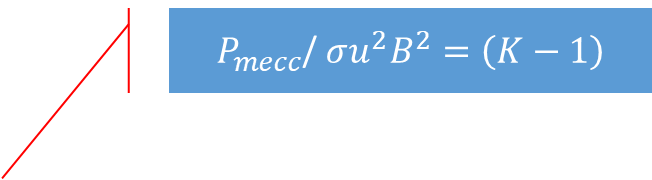 P_mecc/ σu²B² = (K − 1)